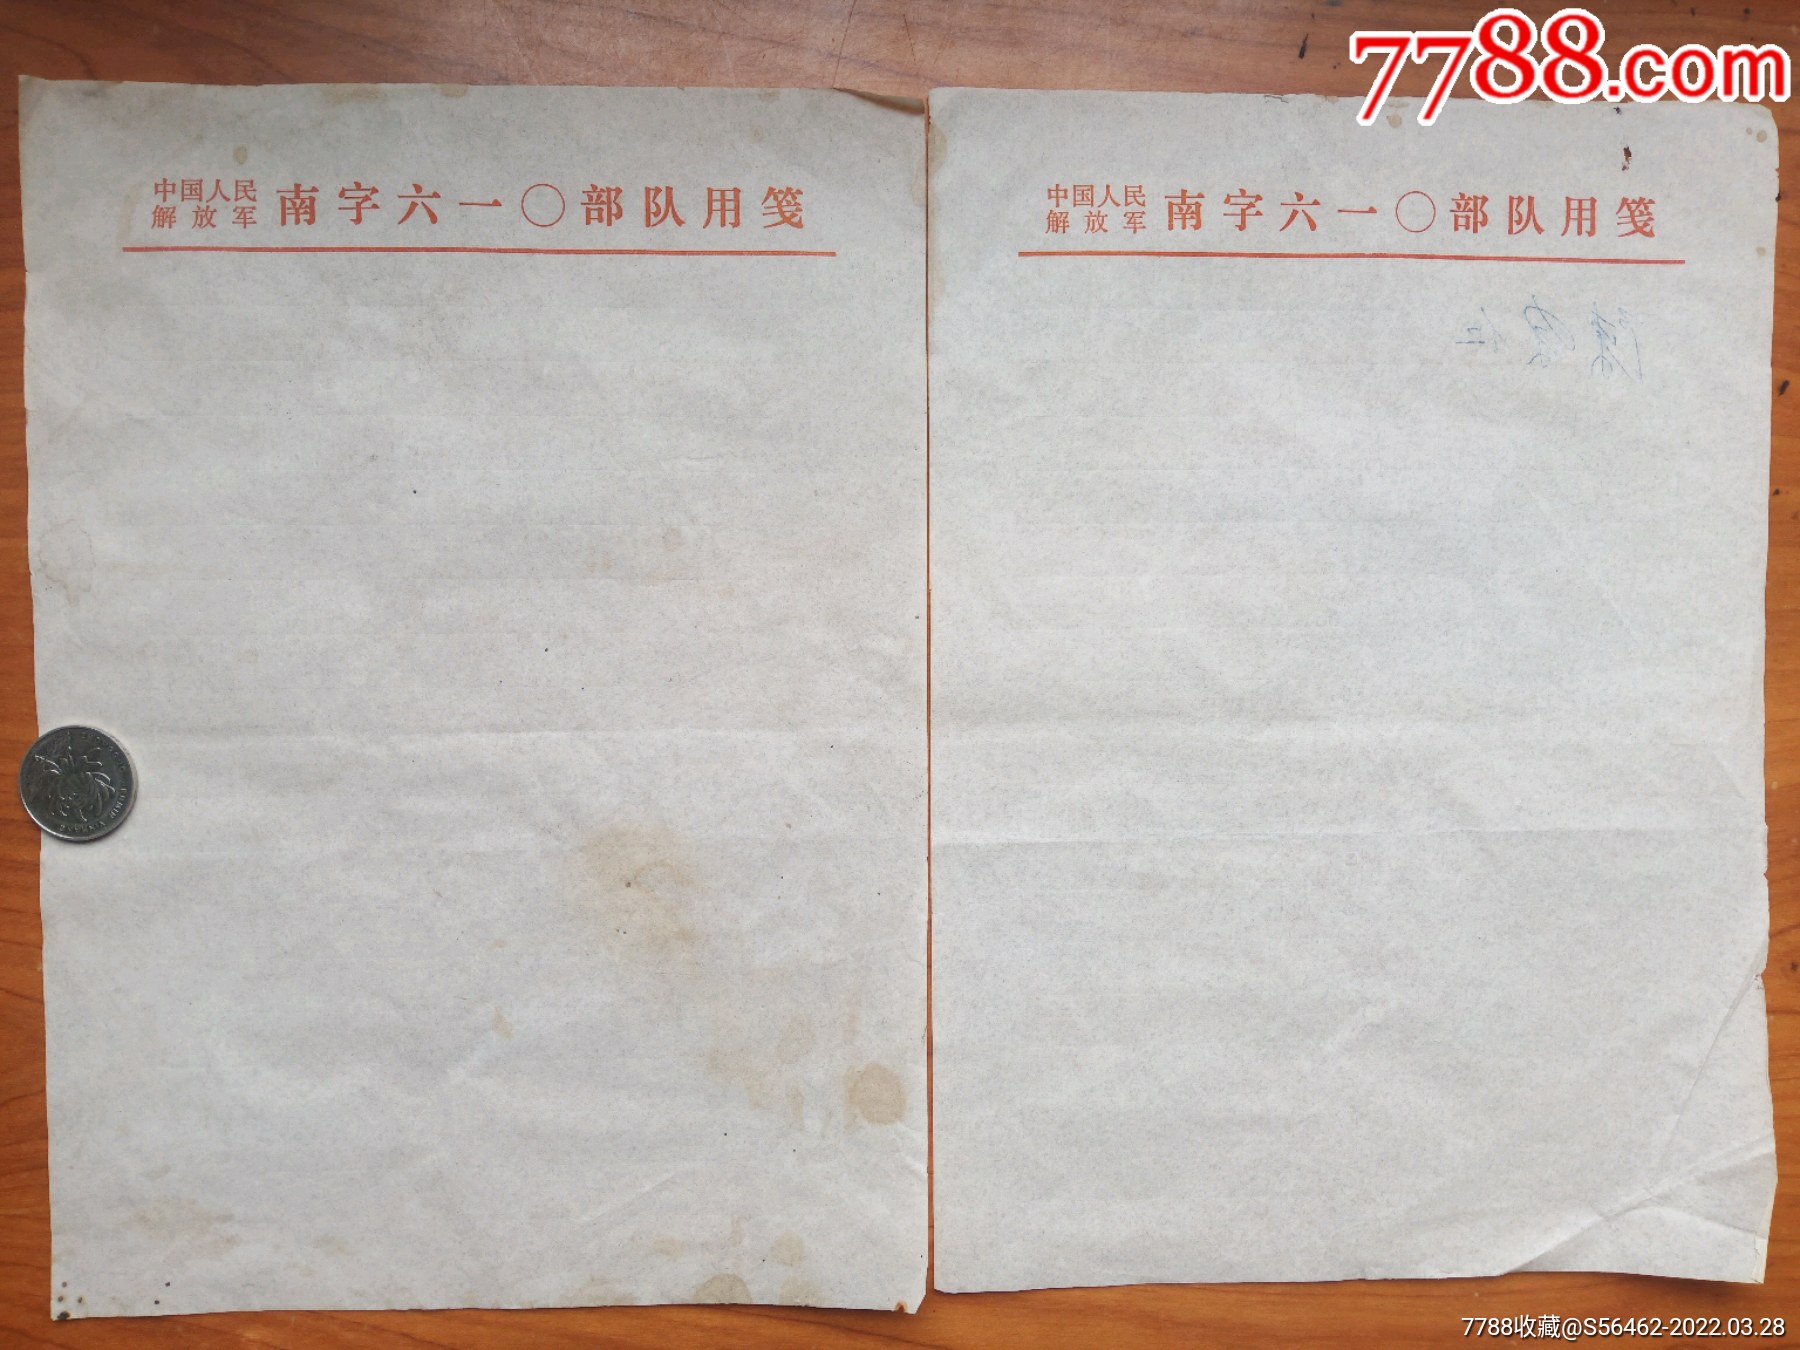 7788.com
中国人民
解放军
南字六一〇部队用笺
中国人民
解放军
南字六一〇部队用笺
7788收藏@S56462-2022.03.28